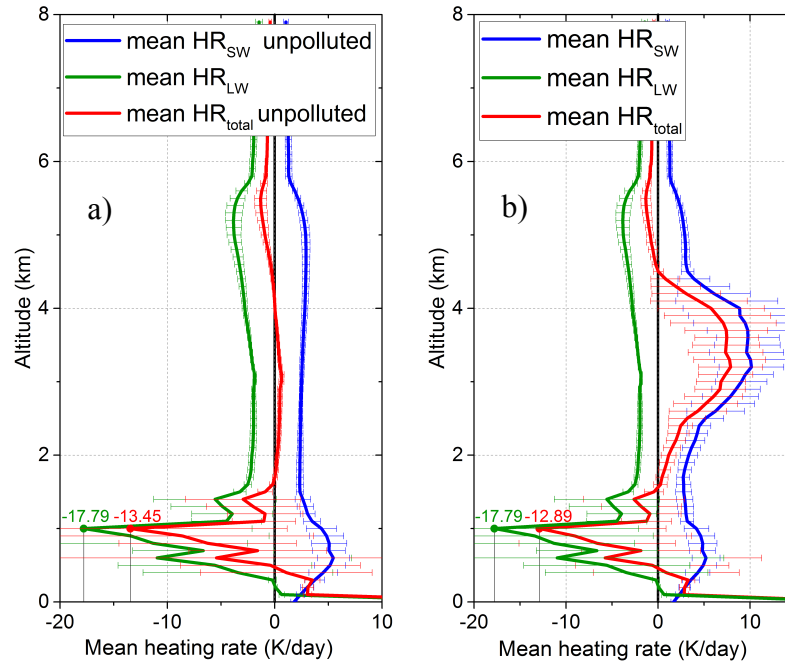 8
6
4
2
0
Altitude (km)
mean HR_SW unpolluted
mean HR_LW
mean HR_total unpolluted
a)
-17.79
-13.45
-20
-10
0
10
Mean heating rate (K/day)
8
6
4
2
0
Altitude (km)
mean HR_SW
mean HR_LW
mean HR_total
b)
-17.79
-12.89
-20
-10
0
10
Mean heating rate (K/day)